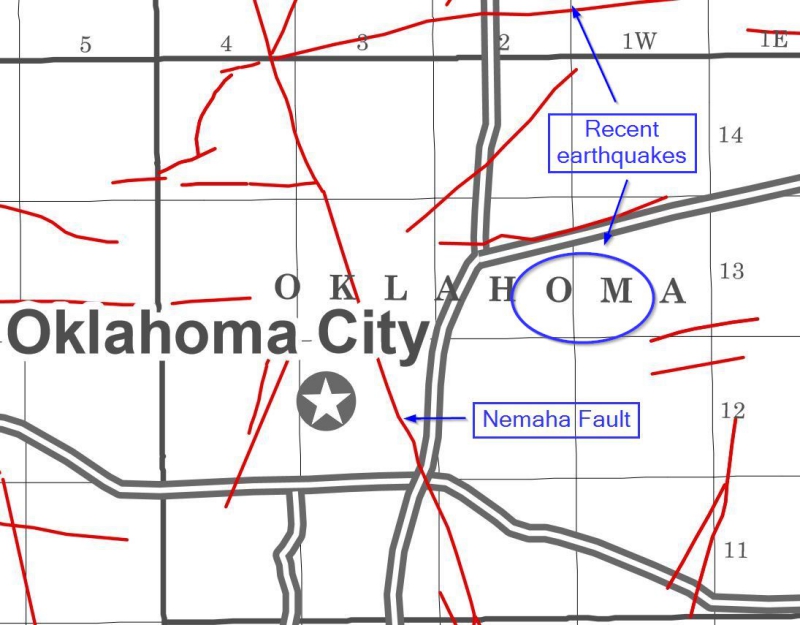 5
4
3
2
1W
1E
Recent
earthquakes
14
13
O K L A H O M A
Oklahoma City
12
Nemaha Fault
11